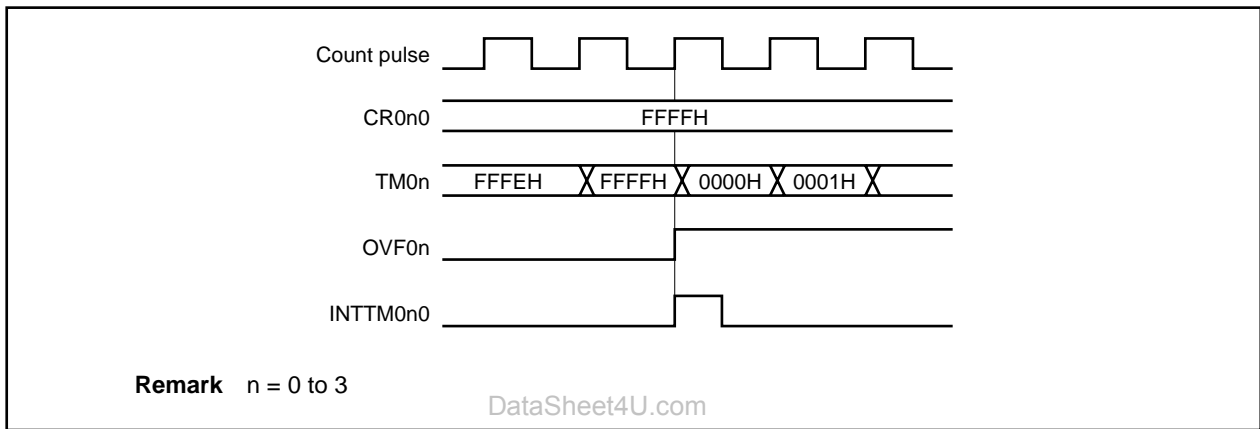 Count pulse
CR0n0 FFFFH
TM0n FFFEH FFFFH 0000H 0001H
OVF0n
INTTM0n0
Remark n = 0 to 3
DataSheet4U.com